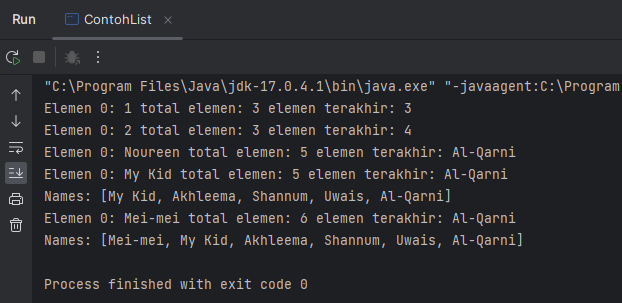 Run ContohList
"C:\Program Files\Java\jdk-17.0.4.1\bin\java.exe" "-javaagent:C:\Program
Elemen 0: 1 total elemen: 3 elemen terakhir: 3
Elemen 0: 2 total elemen: 3 elemen terakhir: 4
Elemen 0: Noureen total elemen: 5 elemen terakhir: Al-Qarni
Elemen 0: My Kid total elemen: 5 elemen terakhir: Al-Qarni
Names: [My Kid, Akhleema, Shannum, Uwais, Al-Qarni]
Elemen 0: Mei-mei total elemen: 6 elemen terakhir: Al-Qarni
Names: [Mei-mei, My Kid, Akhleema, Shannum, Uwais, Al-Qarni]
Process finished with exit code 0